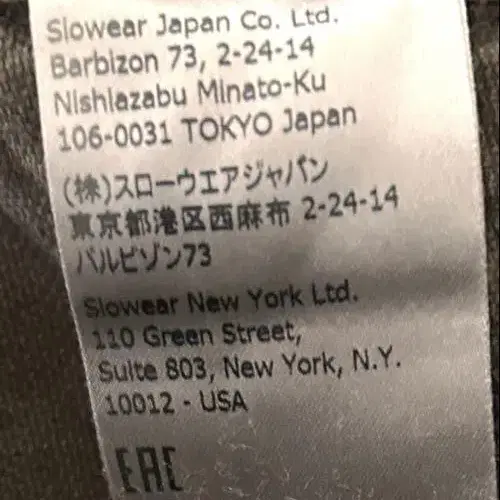 Slowear Japan Co. Ltd.
Barbizon 73, 2-24-14
Nishiazabu Minato-Ku
106-0031 TOKYO Japan
(株)スローウエアジャパン
東京都港区西麻布 2-24-14
バルビゾン73
Slowear New York Ltd.
110 Green Street,
Suite 803, New York, N.Y.
10012 - USA
EAC